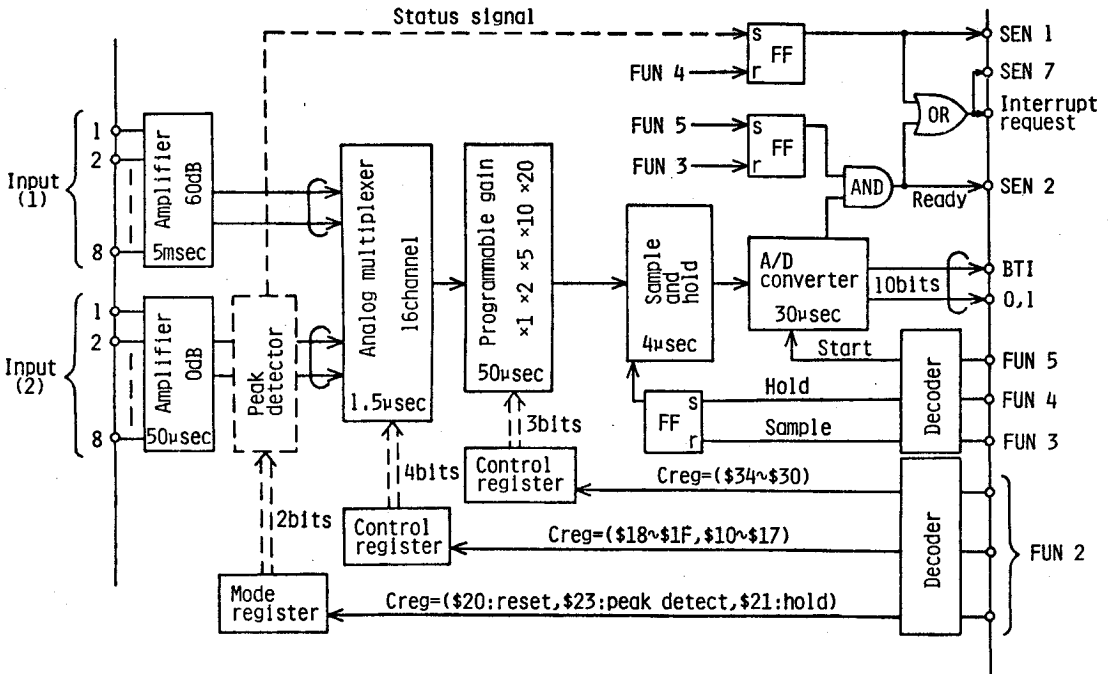 Status signal
s
FF
r
FUN 4
SEN 1
SEN 7
OR
Interrupt
request
FUN 5
s
FF
FUN 3
r
AND
Ready
SEN 2
Input
(1)
1
2
8
Amplifier
60dB
5msec
Input
(2)
1
2
8
Amplifier
0dB
50μsec
Peak
detector
Analog multiplexer
16channel
1.5μsec
Programmable gain
×1 ×2 ×5 ×10 ×20
50μsec
Sample
and
hold
4μsec
A/D
converter
30μsec
10bits
BTI
0,1
Start
Hold
Sample
s
FF
r
Decoder
FUN 5
FUN 4
FUN 3
3bits
Control
register
Creg=($34~$30)
4bits
Control
register
Creg=($18~$1F,$10~$17)
2bits
Mode
register
Creg=($20:reset,$23:peak detect,$21:hold)
Decoder
FUN 2